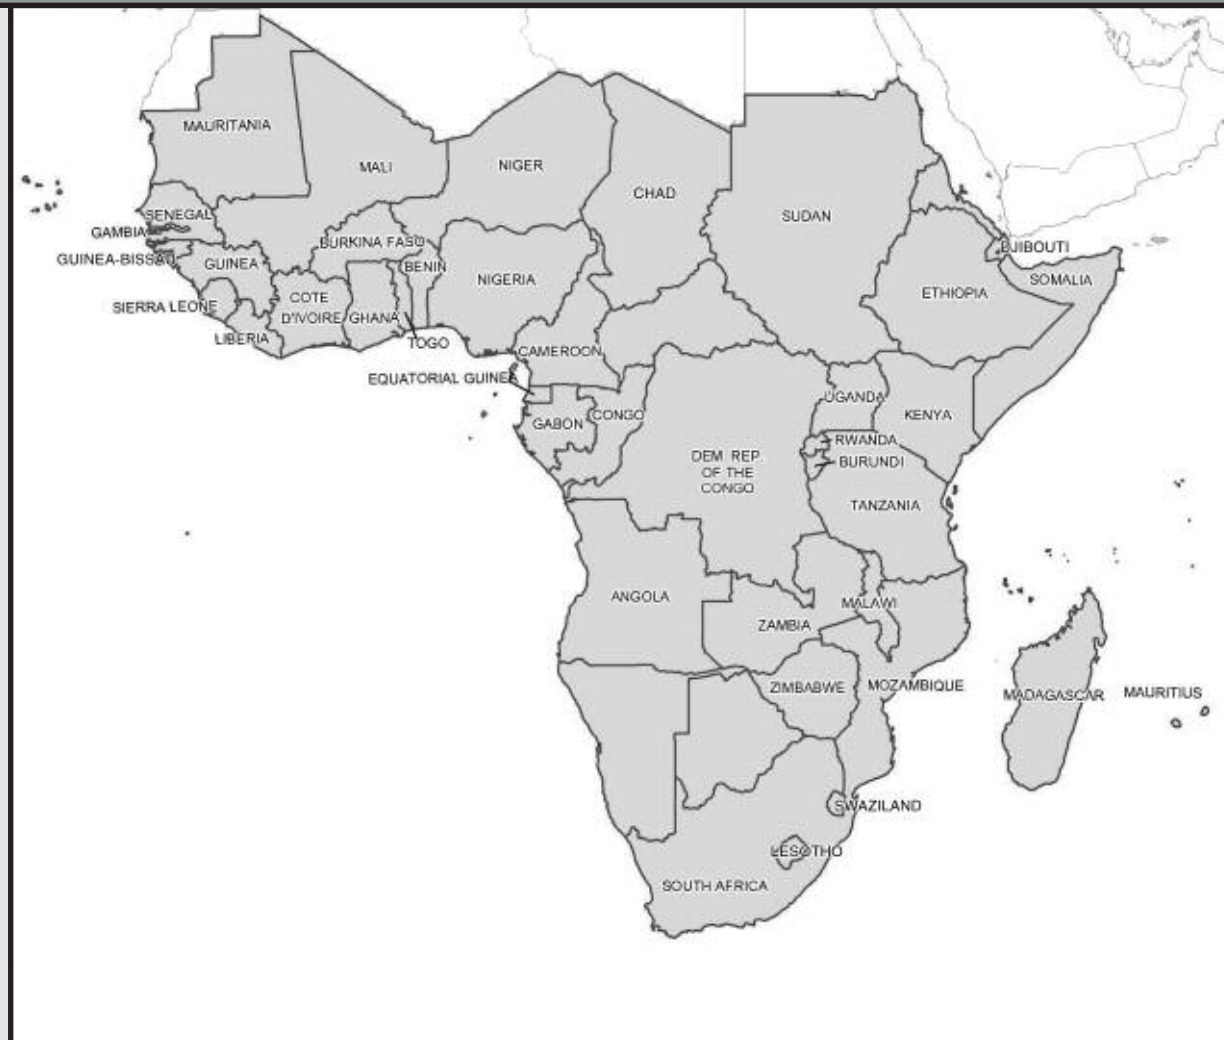 MAURITANIA
MALI
NIGER
CHAD
SUDAN
SENEGAL
GAMBIA
BURKINA FASO
DJIBOUTI
GUINEA-BISSAU
GUINEA
BENIN
NIGERIA
ETHIOPIA
SOMALIA
SIERRA LEONE
COTE
D'IVOIRE
GHANA
LIBERIA
TOGO
CAMEROON
EQUATORIAL GUINEA
UGANDA
GABON
CONGO
KENYA
RWANDA
DEM. REP.
OF THE
CONGO
BURUNDI
TANZANIA
ANGOLA
MALAWI
ZAMBIA
ZIMBABWE
MOZAMBIQUE
MADAGASCAR
MAURITIUS
SWAZILAND
LESOTHO
SOUTH AFRICA